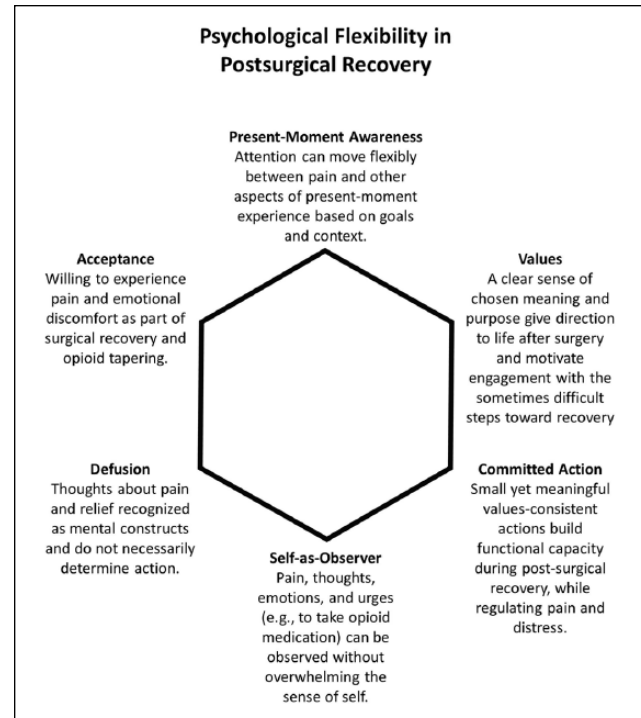 Psychological Flexibility in
Postsurgical Recovery
Present-Moment Awareness
Attention can move flexibly
between pain and other
aspects of present-moment
experience based on goals
and context.
Acceptance
Willing to experience
pain and emotional
discomfort as part of
surgical recovery and
opioid tapering.
Values
A clear sense of
chosen meaning and
purpose give direction
to life after surgery
and motivate
engagement with the
sometimes difficult
steps toward recovery
Defusion
Thoughts about pain
and relief recognized
as mental constructs
and do not necessarily
determine action.
Committed Action
Small yet meaningful
values-consistent
actions build
functional capacity
during post-surgical
recovery, while
regulating pain and
distress.
Self-as-Observer
Pain, thoughts,
emotions, and urges
(e.g., to take opioid
medication) can be
observed without
overwhelming the
sense of self.